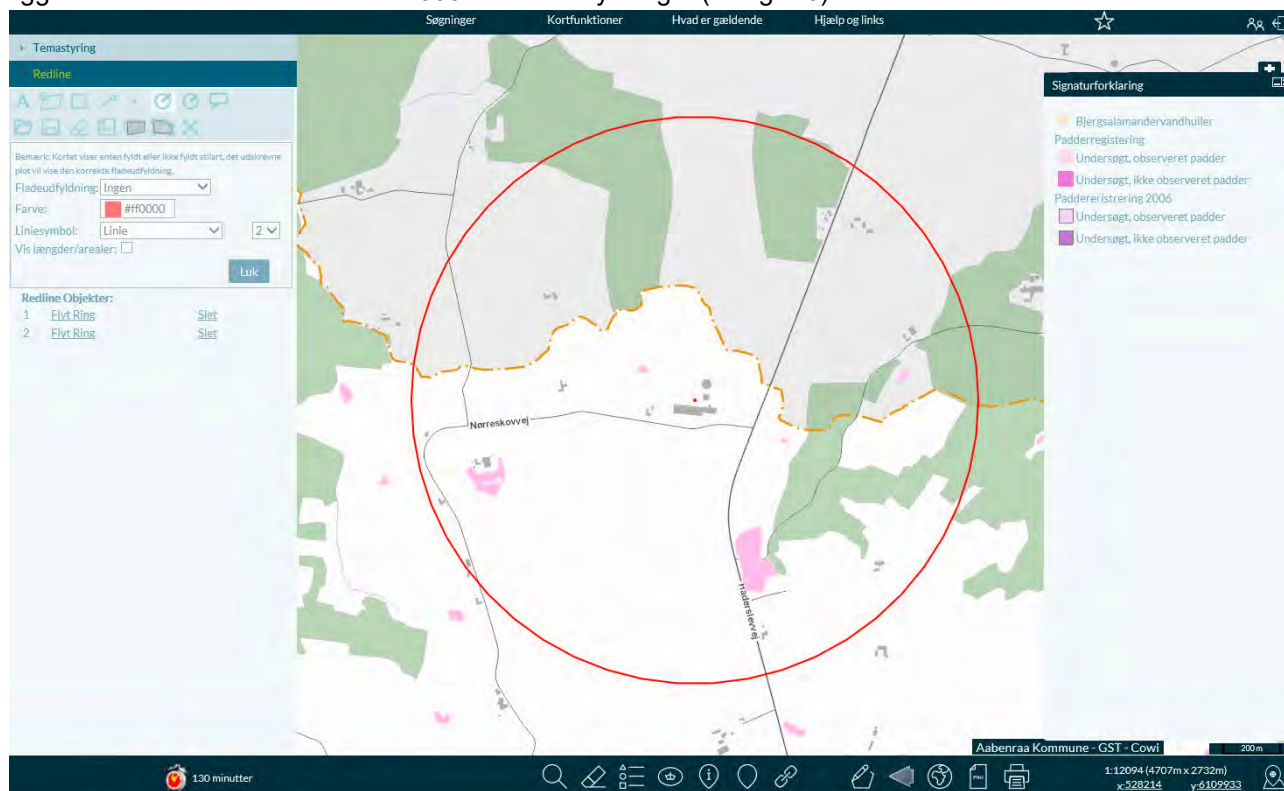 Søgninger Kortfunktioner Hvad er gældende Hjælp og links
Temastyring
Redline
Bemærk: Kortet viser enten fyldt eller ikke fyldt stilart, det udskrevne
plot vil vise den korrekte fladeudfyldning.
Fladeudfyldning: Ingen
Farve: #ff0000
Liniesymbol: Linie 2
Vis længder/arealer:
Luk
Redline Objekter:
1 Flyt Ring Slet
2 Flyt Ring Slet
Nørreskovvej
Haderslevvej
Signaturforklaring
Bjergsalamandervandhuller
Padderregistering
Undersøgt, observeret padder
Undersøgt, ikke observeret padder
Paddereristrering 2006
Undersøgt, observeret padder
Undersøgt, ikke observeret padder
Aabenraa Kommune - GST - Cowi 200 m
130 minutter
PNG
1:12094 (4707m x 2732m)
x:528214 y:6109933